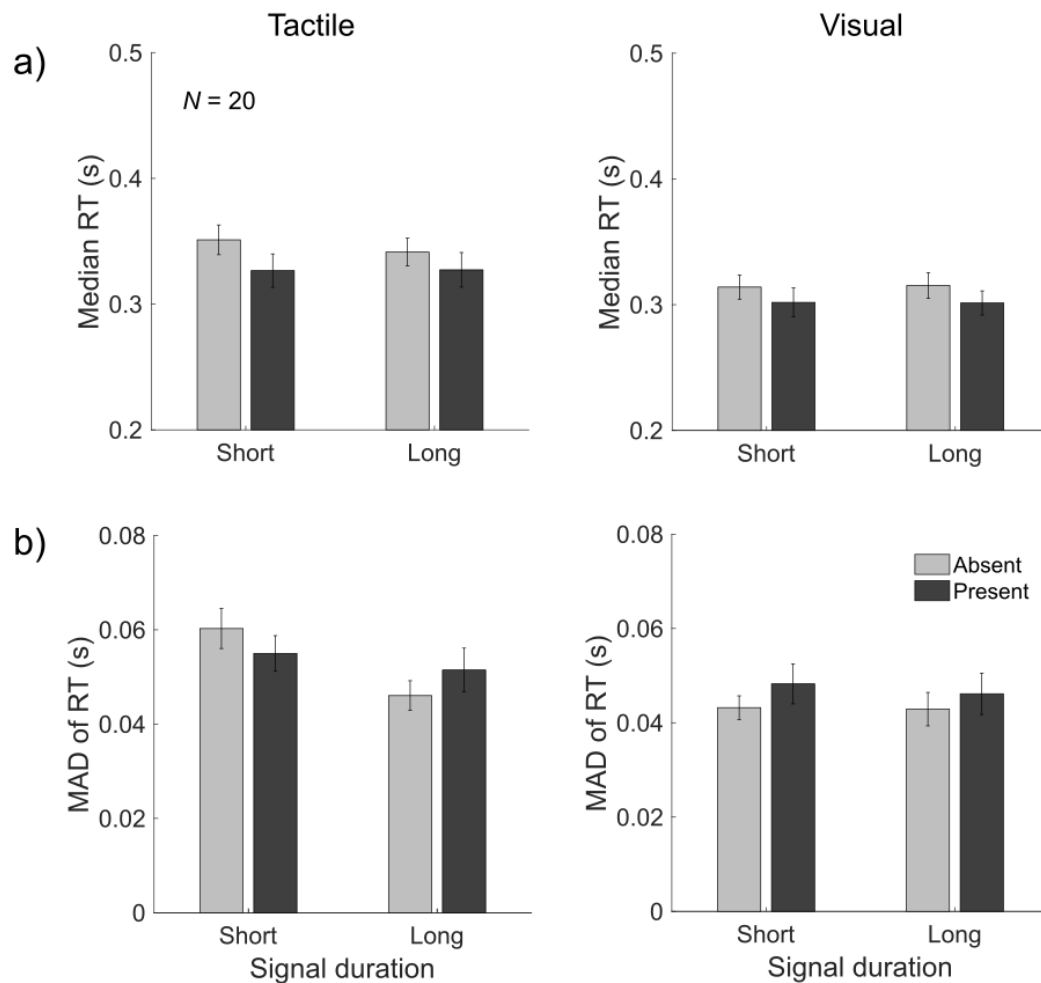 Tactile
Visual
a)
0.5
0.4
0.3
0.2
Median RT (s)
N = 20
Short Long
0.5
0.4
0.3
0.2
Median RT (s)
Short Long
b)
0.08
0.06
0.04
0.02
0
MAD of RT (s)
Short Long
Signal duration
0.08
0.06
0.04
0.02
0
MAD of RT (s)
Absent
Present
Short Long
Signal duration